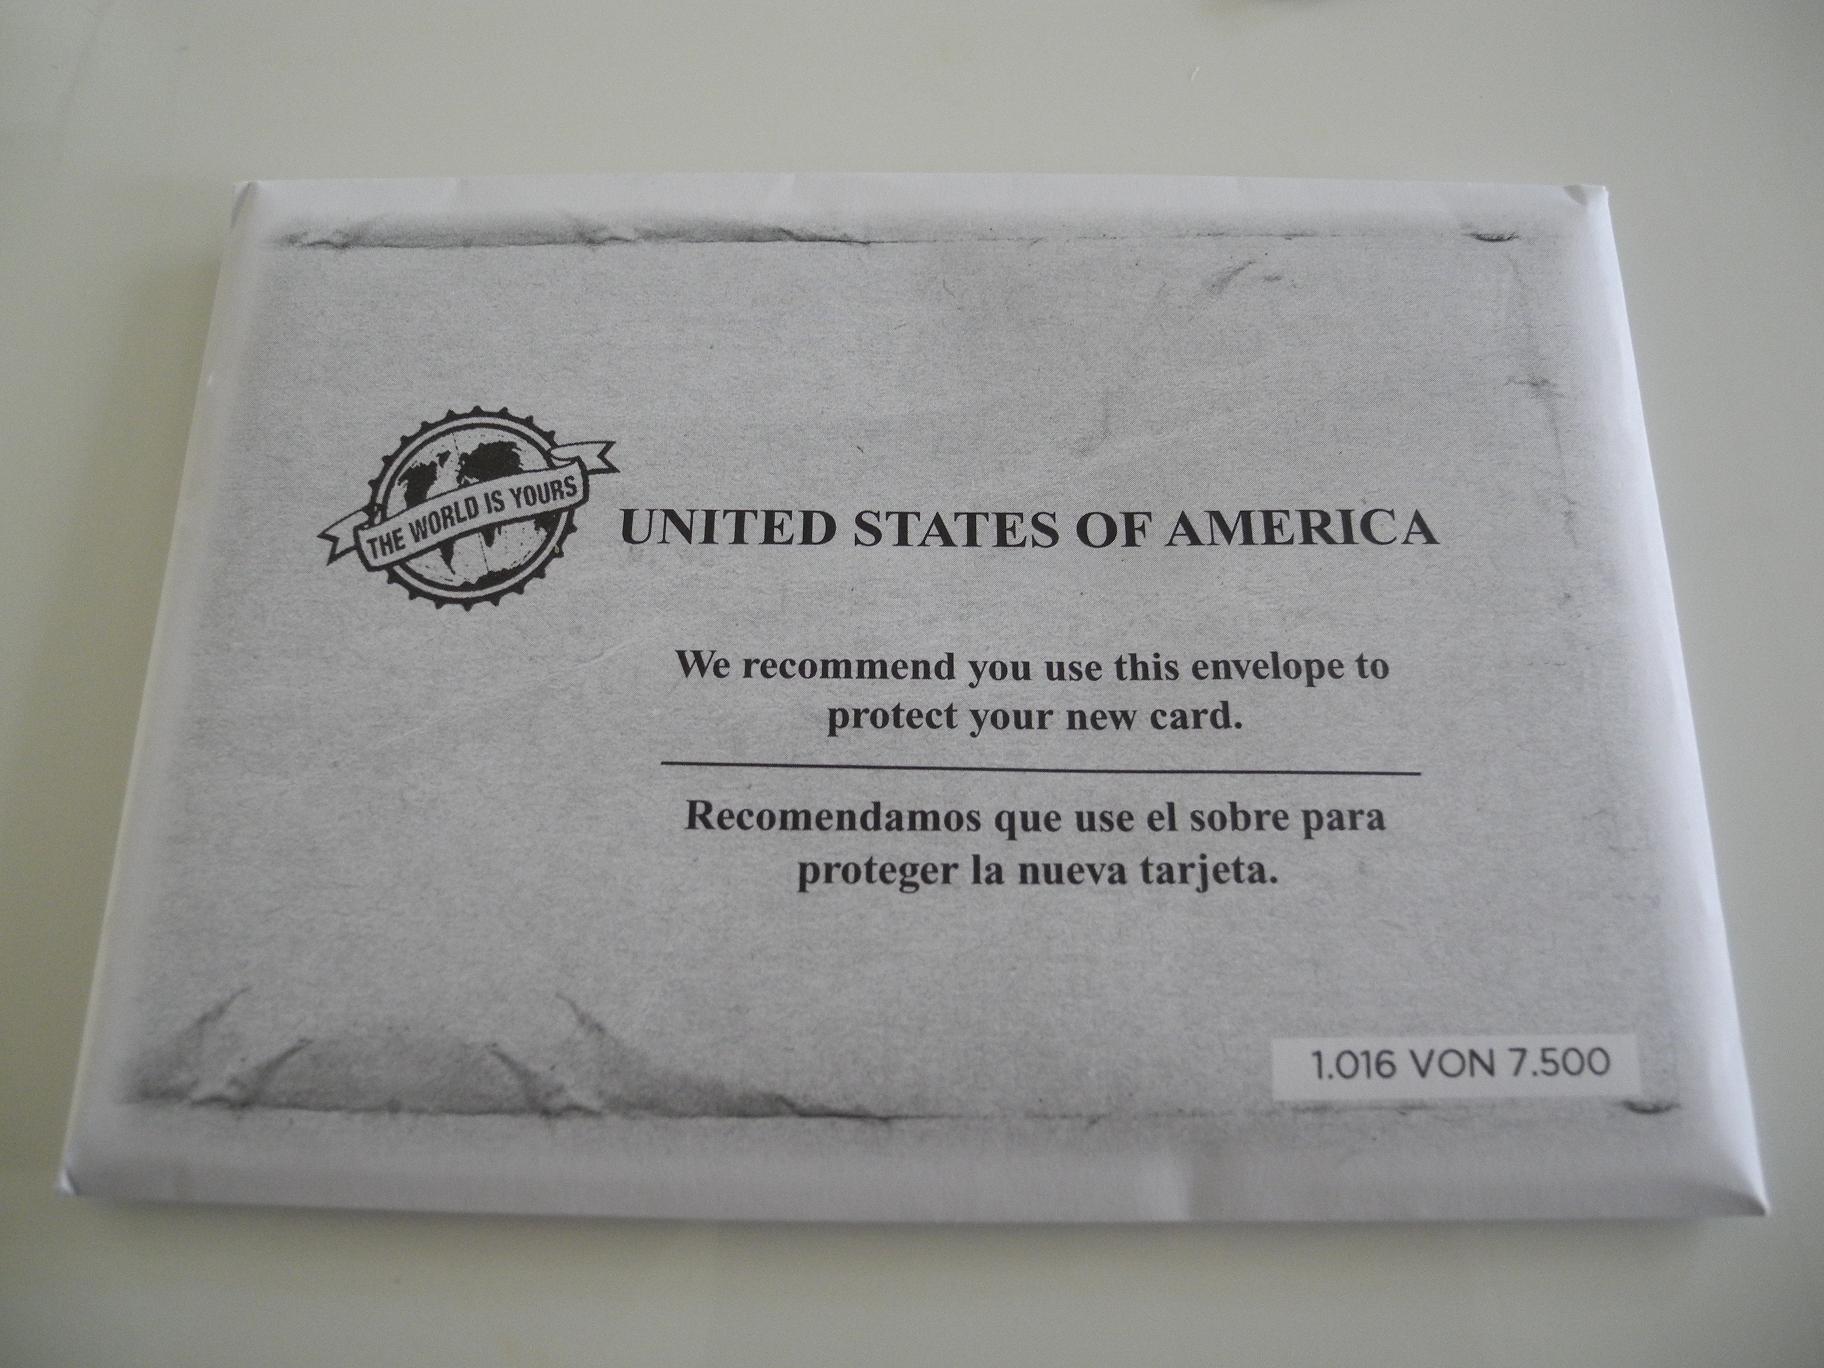 THE WORLD IS YOURS
UNITED STATES OF AMERICA
We recommend you use this envelope to
protect your new card.
Recomendamos que use el sobre para
proteger la nueva tarjeta.
1.016 VON 7.500